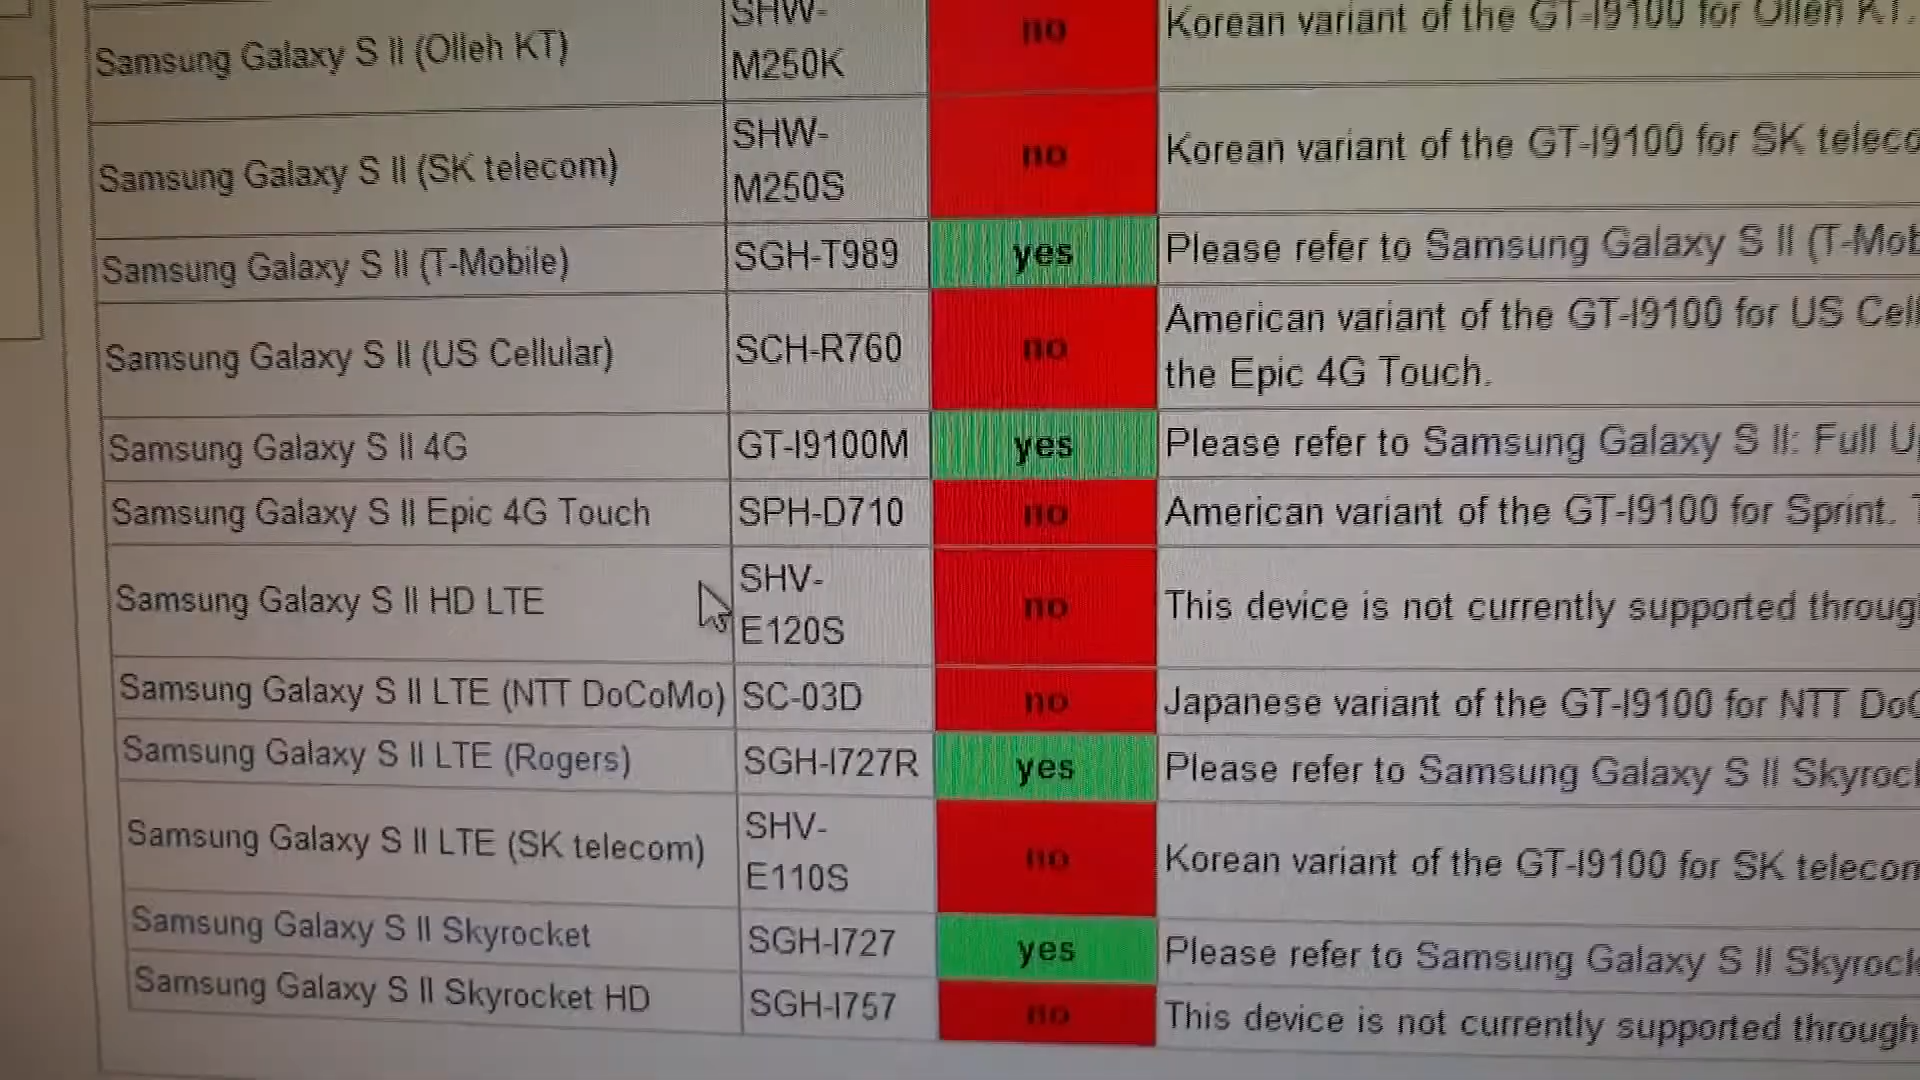 SHW-
Samsung Galaxy S II (Olleh KT) M250K no Korean variant of the GT-I9100 for Olleh KT.
SHW-
Samsung Galaxy S II (SK telecom) M250S no Korean variant of the GT-I9100 for SK teleco
Samsung Galaxy S II (T-Mobile) SGH-T989 yes Please refer to Samsung Galaxy S II (T-Mob
Samsung Galaxy S II (US Cellular) SCH-R760 no American variant of the GT-I9100 for US Cell
the Epic 4G Touch.
Samsung Galaxy S II 4G GT-I9100M yes Please refer to Samsung Galaxy S II: Full U
Samsung Galaxy S II Epic 4G Touch SPH-D710 no American variant of the GT-I9100 for Sprint. T
SHV-
Samsung Galaxy S II HD LTE E120S no This device is not currently supported throug
Samsung Galaxy S II LTE (NTT DoCoMo) SC-03D no Japanese variant of the GT-I9100 for NTT DoC
Samsung Galaxy S II LTE (Rogers) SGH-I727R yes Please refer to Samsung Galaxy S II Skyrock
SHV-
Samsung Galaxy S II LTE (SK telecom) E110S no Korean variant of the GT-I9100 for SK telecom
Samsung Galaxy S II Skyrocket SGH-I727 yes Please refer to Samsung Galaxy S II Skyrock
Samsung Galaxy S II Skyrocket HD SGH-I757 no This device is not currently supported through